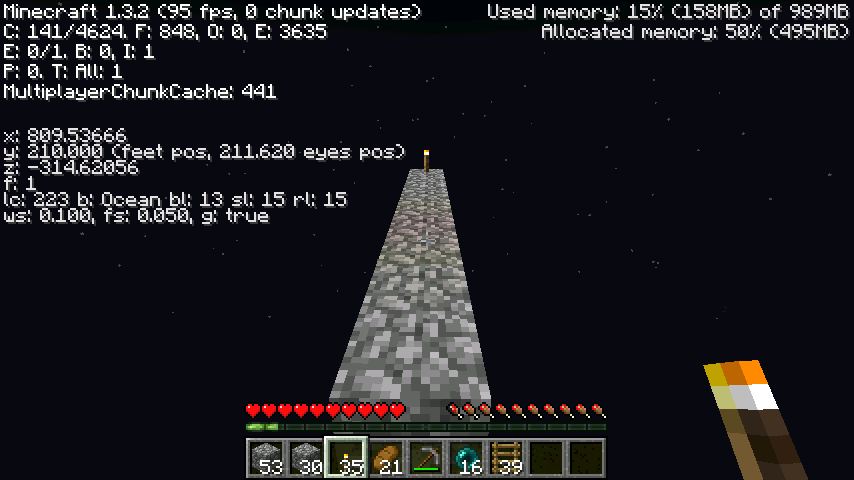 Minecraft 1.3.2 (95 fps, 0 chunk updates)
C: 141/4624. F: 848, O: 0, E: 3635
E: 0/1. B: 0, I: 1
P: 0. T: All: 1
MultiplayerChunkCache: 441
Used memory: 15% (158MB) of 989MB
Allocated memory: 50% (495MB)
x: 809.53666
y: 210.000 (feet pos, 211.620 eyes pos)
z: -314.62056
f: 1
lc: 223 b: Ocean bl: 13 sl: 15 rl: 15
ws: 0.100, fs: 0.050, g: true
53 30 35 21 16 39